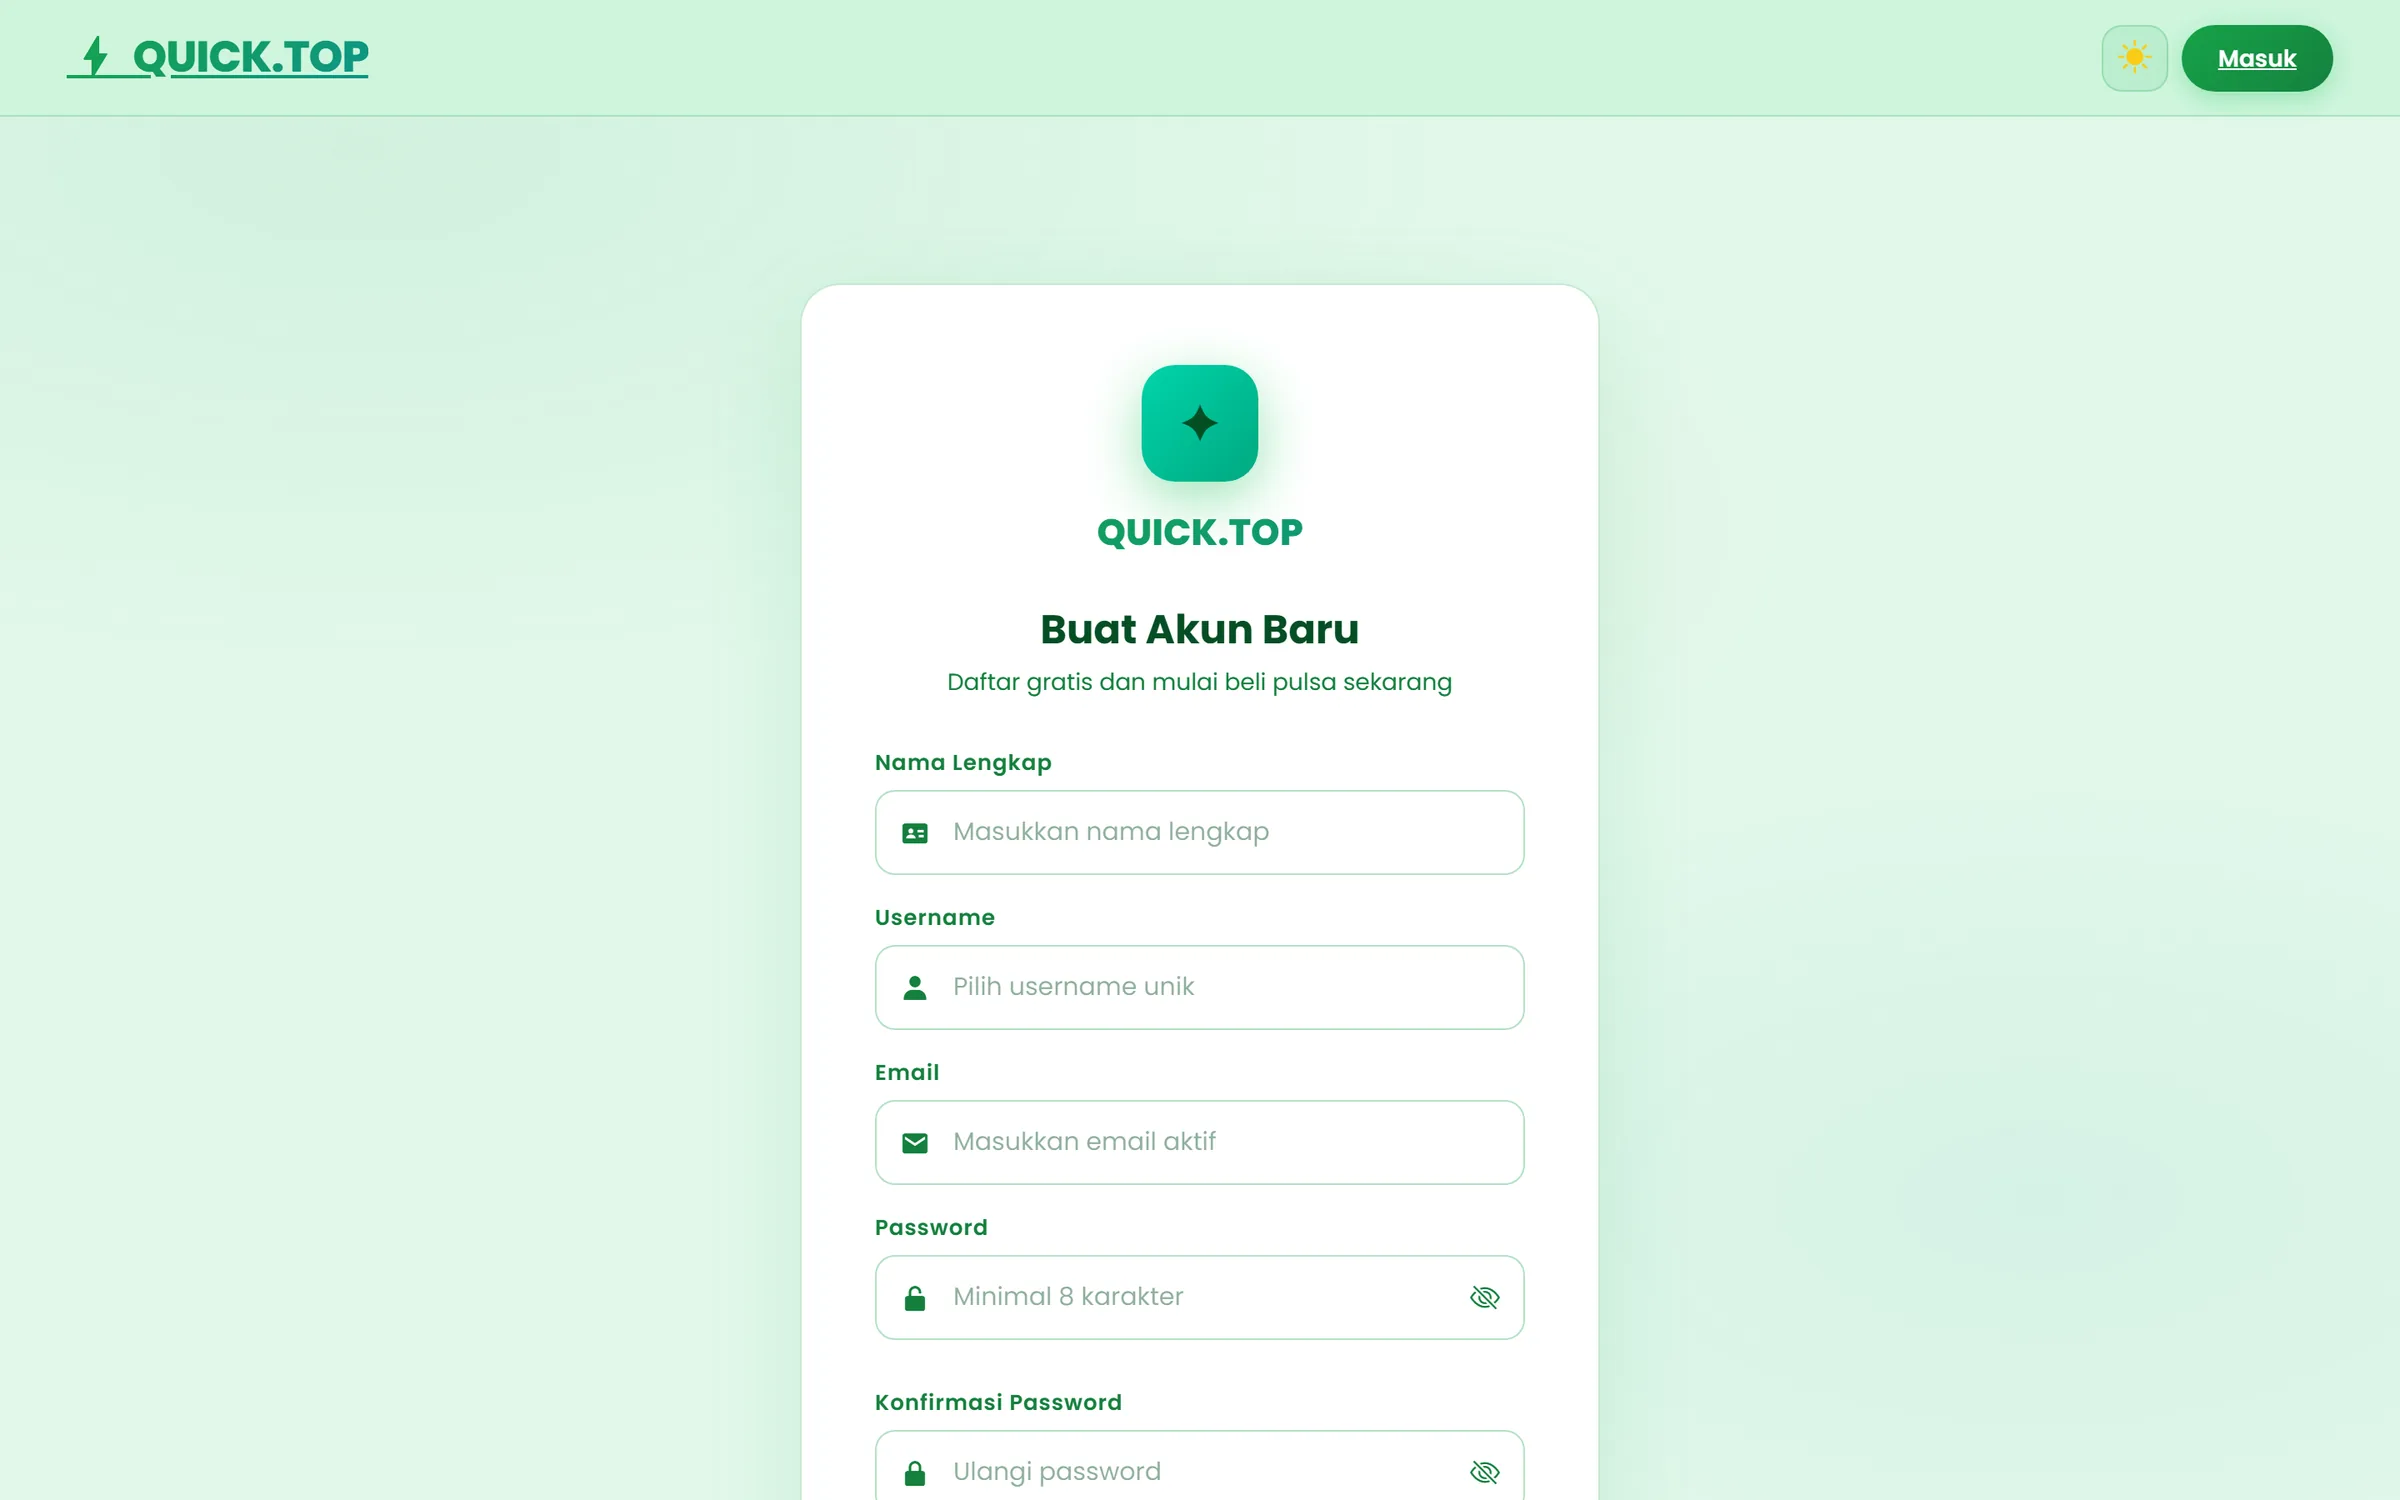 QUICK.TOP
Masuk
QUICK.TOP
Buat Akun Baru
Daftar gratis dan mulai beli pulsa sekarang
Nama Lengkap
Masukkan nama lengkap
Username
Pilih username unik
Email
Masukkan email aktif
Password
Minimal 8 karakter
Konfirmasi Password
Ulangi password